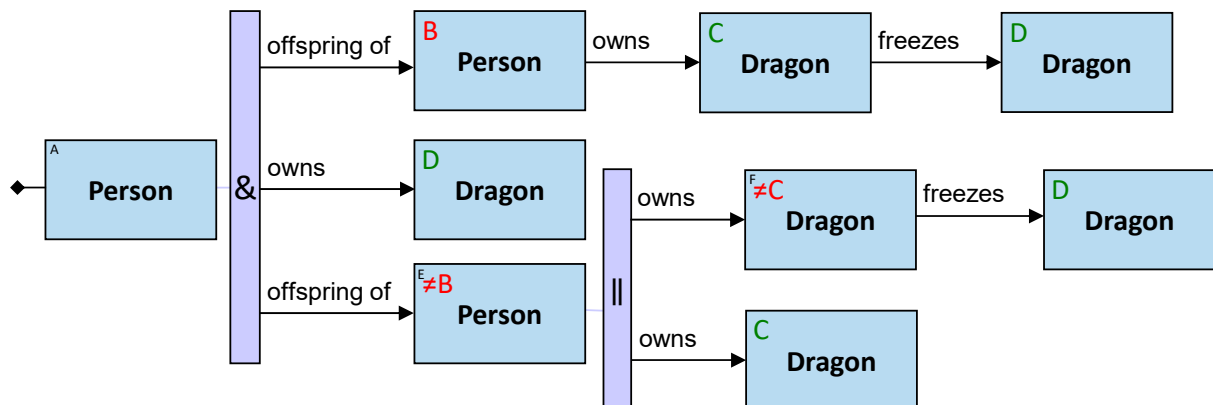 offspring of
B
Person
owns
C
Dragon
freezes
D
Dragon
A
Person
&
owns
D
Dragon
offspring of
E
≠B
Person
||
owns
F
≠C
Dragon
freezes
D
Dragon
owns
C
Dragon